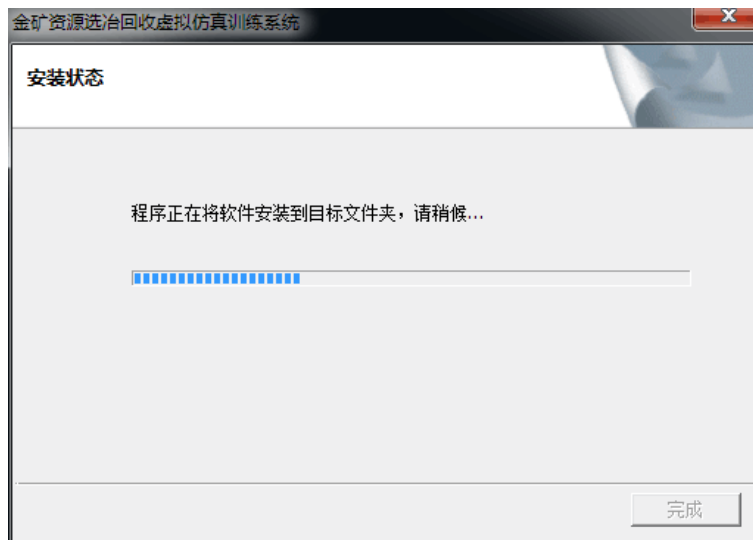 金矿资源选冶回收虚拟仿真训练系统
安装状态
程序正在将软件安装到目标文件夹，请稍候...
完成